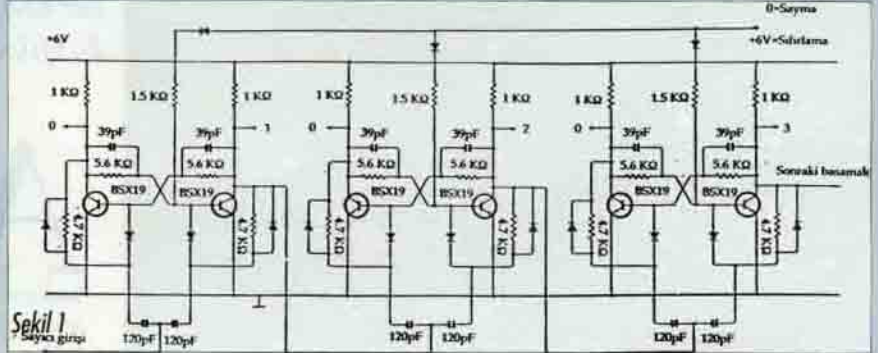 0=Sayma
+6V
+6V=Sıfırlama
1 KΩ 1.5 KΩ 1 KΩ 1 KΩ 1.5 KΩ 1 KΩ 1 KΩ 1.5 KΩ 1 KΩ
0 1 0 2 0 3
39pF 39pF 39pF 39pF 39pF 39pF
5.6 KΩ 5.6 KΩ 5.6 KΩ 5.6 KΩ 5.6 KΩ 5.6 KΩ
Sonraki basamak
BSX19 BSX19 BSX19 BSX19 BSX19 BSX19
4.7 KΩ 4.7 KΩ 4.7 KΩ 4.7 KΩ 4.7 KΩ 4.7 KΩ
Şekil 1
Sayıcı girişi
120pF 120pF 120pF 120pF 120pF 120pF